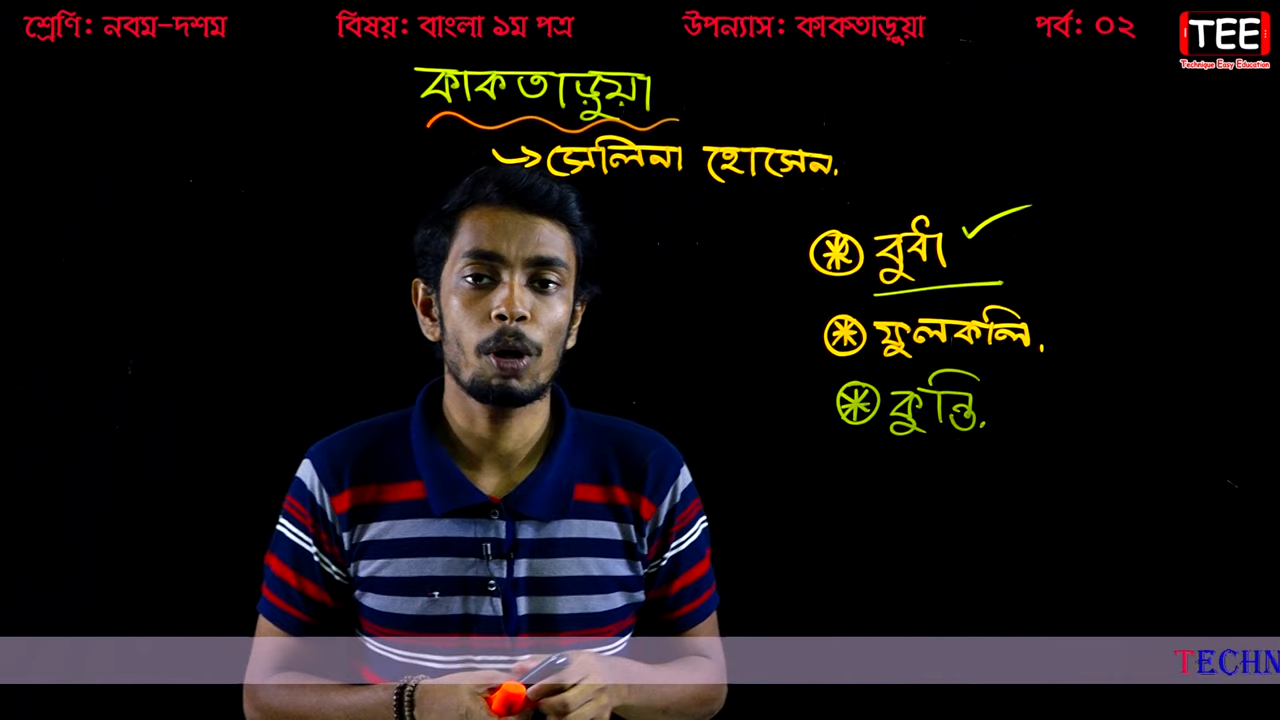 শ্রেণি: নবম-দশম বিষয়: বাংলা ১ম পত্র উপন্যাস: কাকতাড়ুয়া পর্ব: ০২
TEE
Technique Easy Education
কাকতাড়ুয়া
সেলিনা হোসেন.
বুধা
ফুলকলি.
কুন্তি.
TECHN